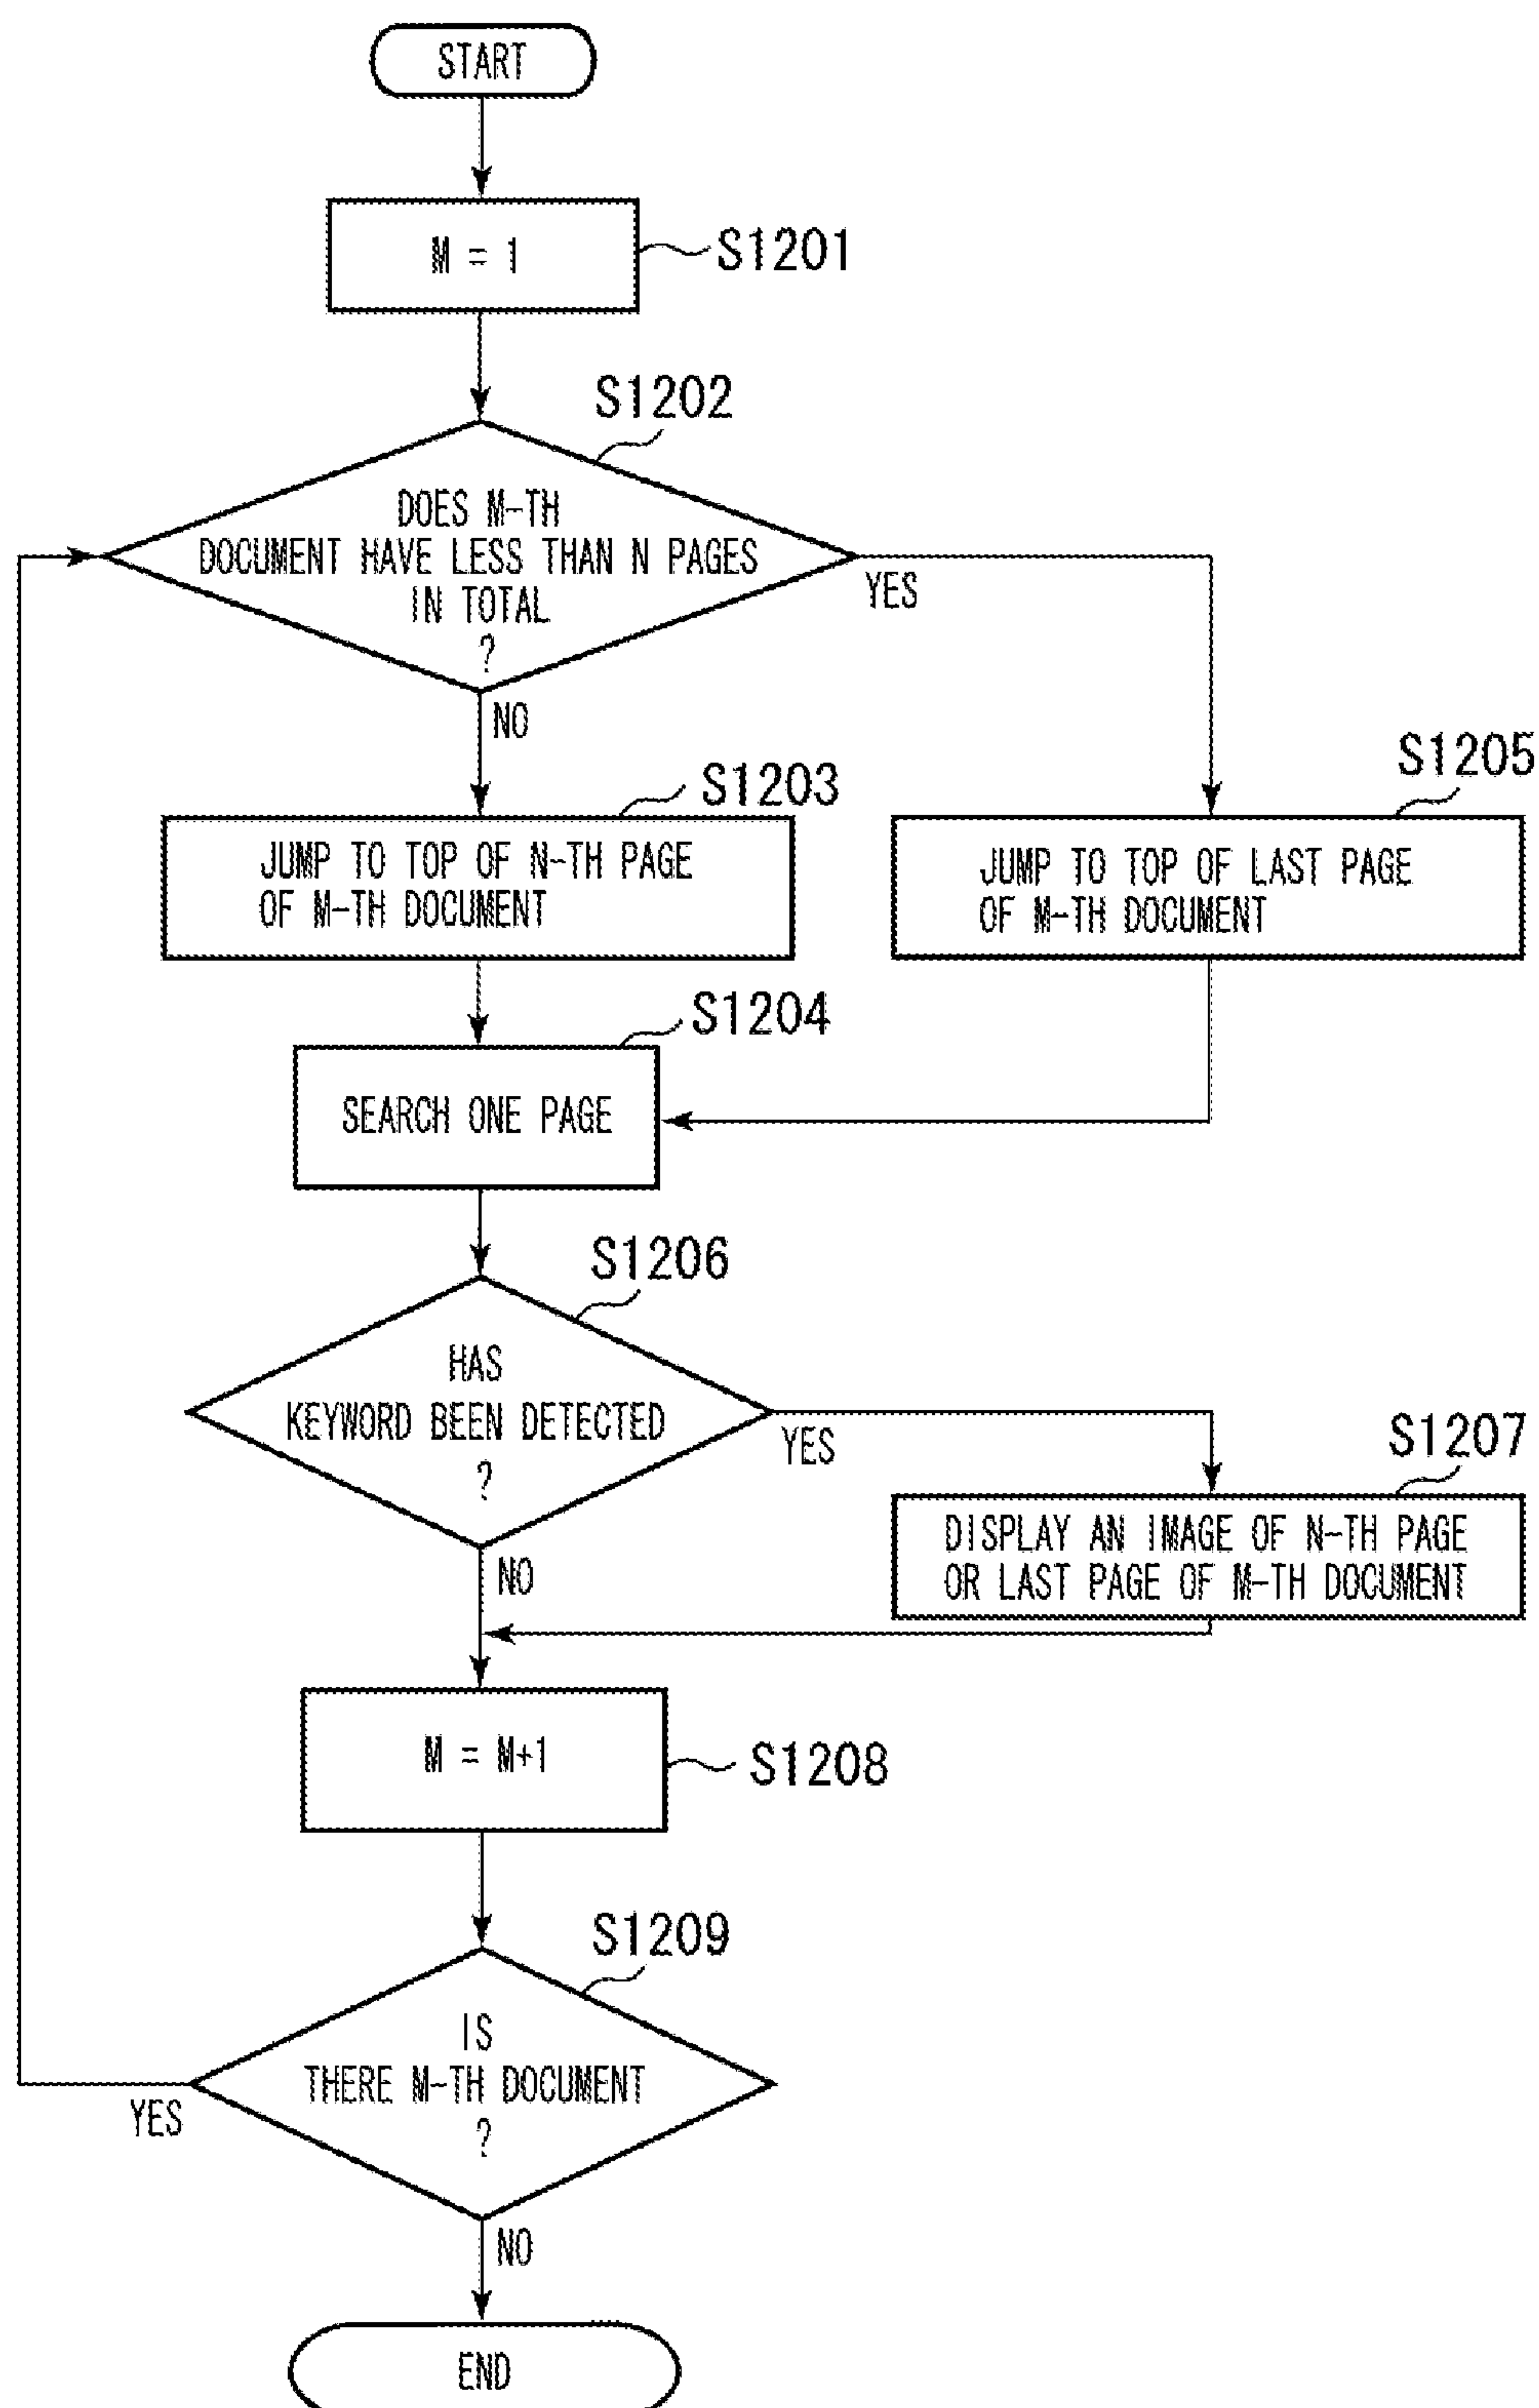 START
M = 1
S1201
S1202
DOES M-TH
DOCUMENT HAVE LESS THAN N PAGES
IN TOTAL
?
YES
NO
S1203
JUMP TO TOP OF N-TH PAGE
OF M-TH DOCUMENT
S1205
JUMP TO TOP OF LAST PAGE
OF M-TH DOCUMENT
S1204
SEARCH ONE PAGE
S1206
HAS
KEYWORD BEEN DETECTED
?
YES
NO
S1207
DISPLAY AN IMAGE OF N-TH PAGE
OR LAST PAGE OF M-TH DOCUMENT
M = M+1
S1208
S1209
IS
THERE M-TH DOCUMENT
?
YES
NO
END